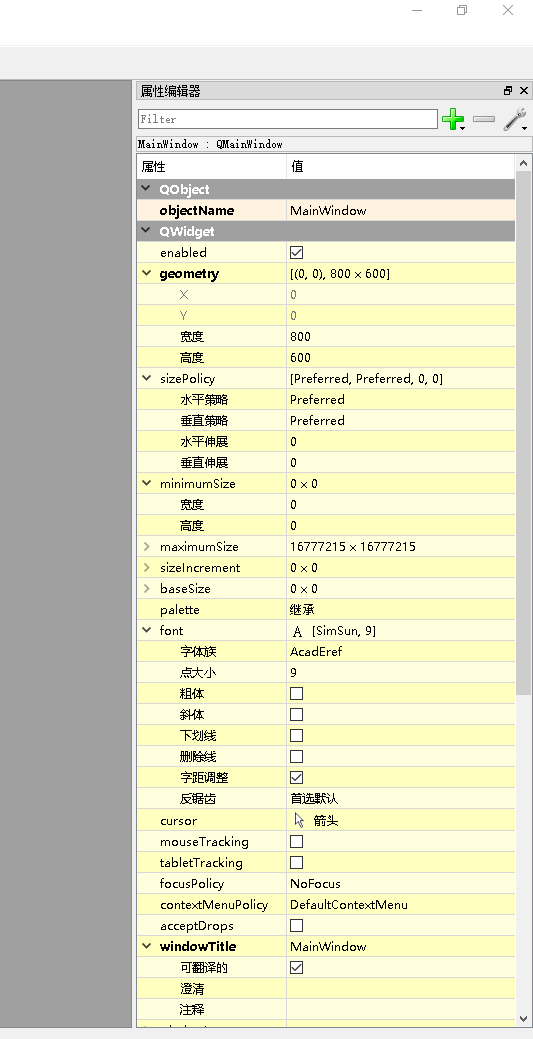 属性编辑器
Filter
MainWindow : QMainWindow
属性 值
QObject
objectName MainWindow
QWidget
enabled
geometry [(0, 0), 800 × 600]
X 0
Y 0
宽度 800
高度 600
sizePolicy [Preferred, Preferred, 0, 0]
水平策略 Preferred
垂直策略 Preferred
水平伸展 0
垂直伸展 0
minimumSize 0 × 0
宽度 0
高度 0
maximumSize 16777215 × 16777215
sizeIncrement 0 × 0
baseSize 0 × 0
palette 继承
font A [SimSun, 9]
字体族 AcadEref
点大小 9
粗体
斜体
下划线
删除线
字距调整
反锯齿 首选默认
cursor 箭头
mouseTracking
tabletTracking
focusPolicy NoFocus
contextMenuPolicy DefaultContextMenu
acceptDrops
windowTitle MainWindow
可翻译的
澄清
注释